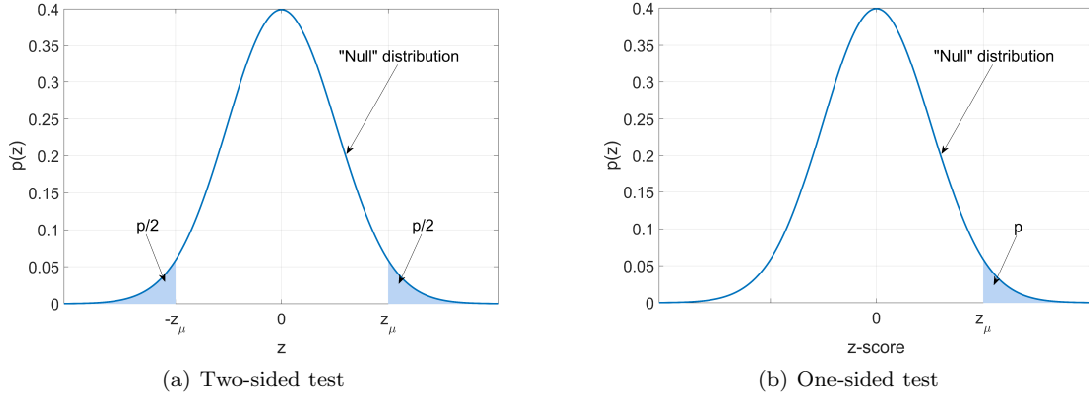 0.4
0.35
0.3
0.25
0.2
0.15
0.1
0.05
0
p(z)
"Null" distribution
p/2
p/2
-zμ
0
zμ
z
(a) Two-sided test
0.4
0.35
0.3
0.25
0.2
0.15
0.1
0.05
0
p(z)
"Null" distribution
p
0
zμ
z-score
(b) One-sided test